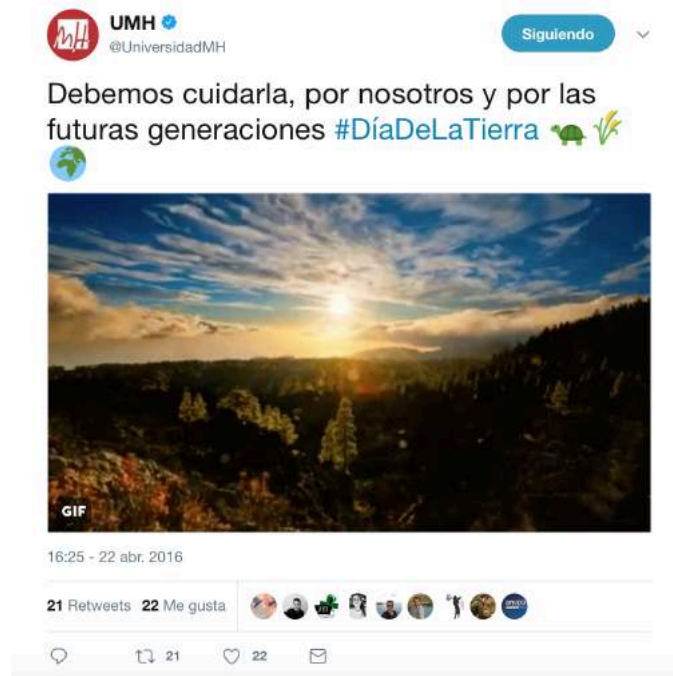 UMH
@UniversidadMH
Siguiendo
Debemos cuidarla, por nosotros y por las
futuras generaciones #DíaDeLaTierra
GIF
16:25 - 22 abr. 2016
21 Retweets 22 Me gusta
21 22